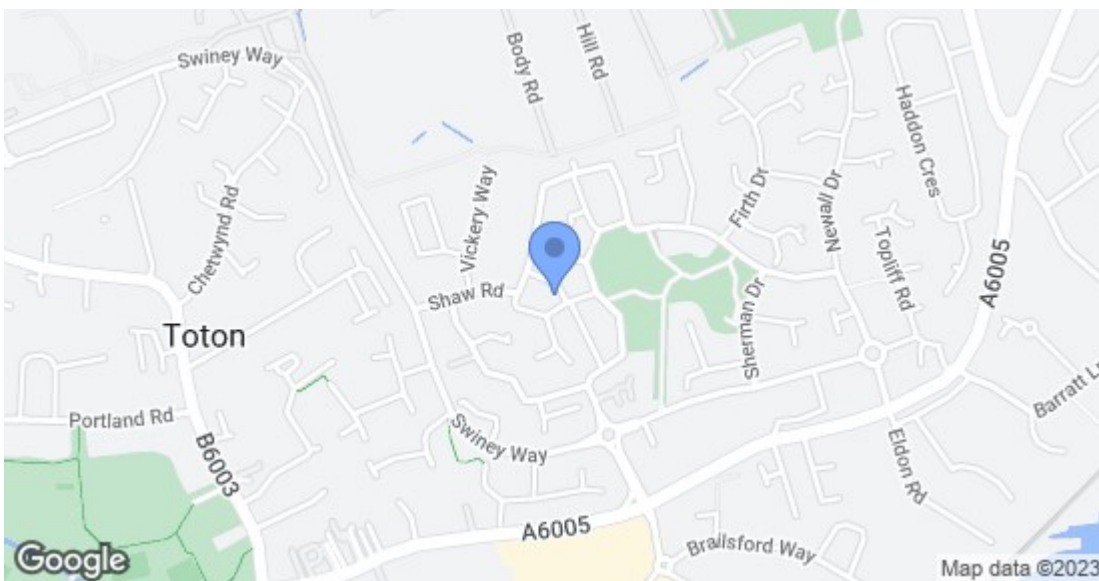 Swiney Way
Body Rd
Hill Rd
Haddon Cres
Chetwynd Rd
Vickery Way
Firth Dr
Newall Dr
Topliff Rd
A6005
Shaw Rd
Sherman Dr
Toton
Portland Rd
B6003
Swiney Way
Barratt Ln
Eldon Rd
A6005
Brailsford Way
Google
Map data ©2023